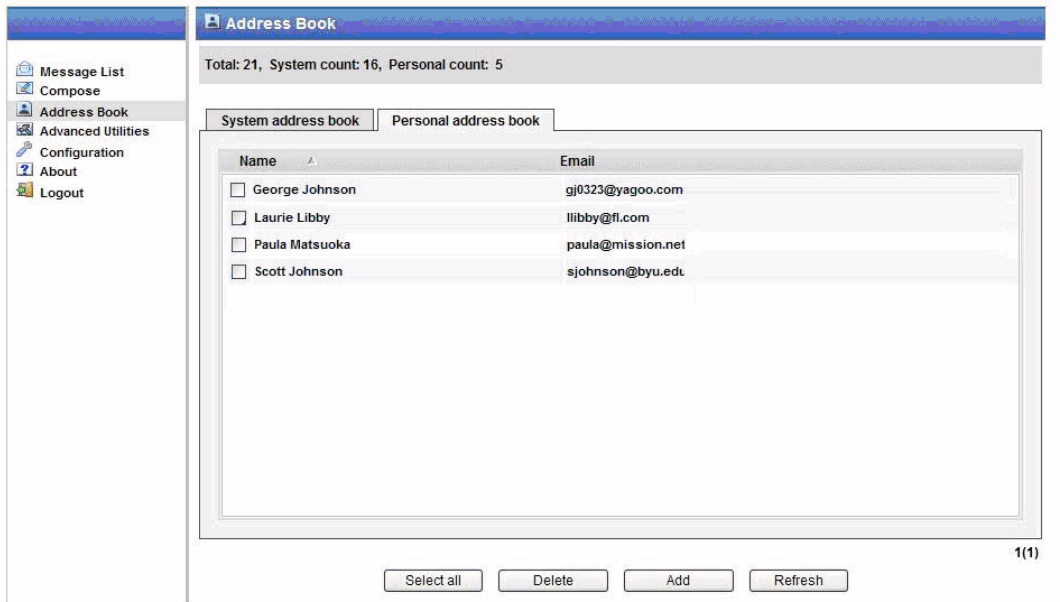 Address Book
Total: 21, System count: 16, Personal count: 5
Message List
Compose
Address Book
Advanced Utilities
Configuration
About
Logout
System address book
Personal address book
Name Email
George Johnson gj0323@yagoo.com
Laurie Libby llibby@fl.com
Paula Matsuoka paula@mission.net
Scott Johnson sjohnson@byu.edu
1(1)
Select all Delete Add Refresh